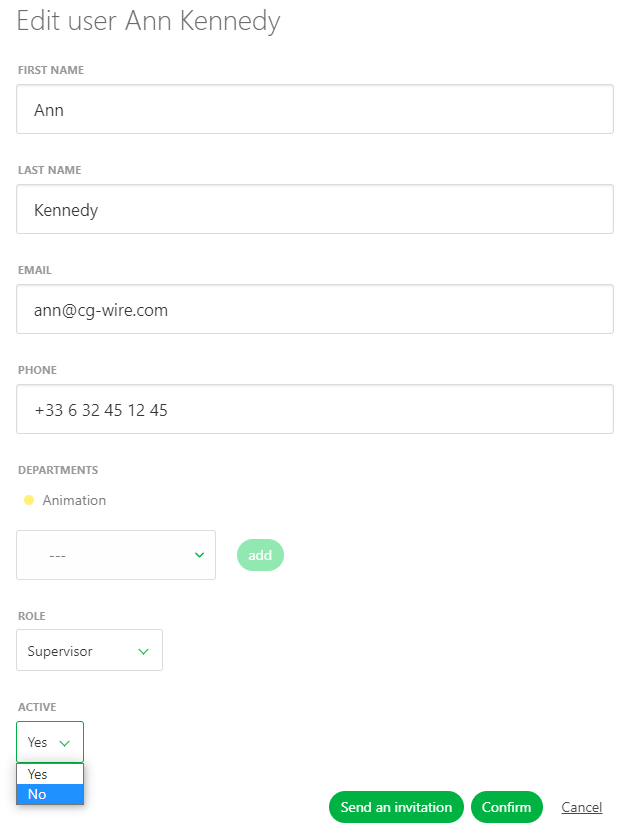 Edit user Ann Kennedy
FIRST NAME
Ann
LAST NAME
Kennedy
EMAIL
ann@cg-wire.com
PHONE
+33 6 32 45 12 45
DEPARTMENTS
Animation
--- add
ROLE
Supervisor
ACTIVE
Yes
Yes
No
Send an invitation Confirm Cancel